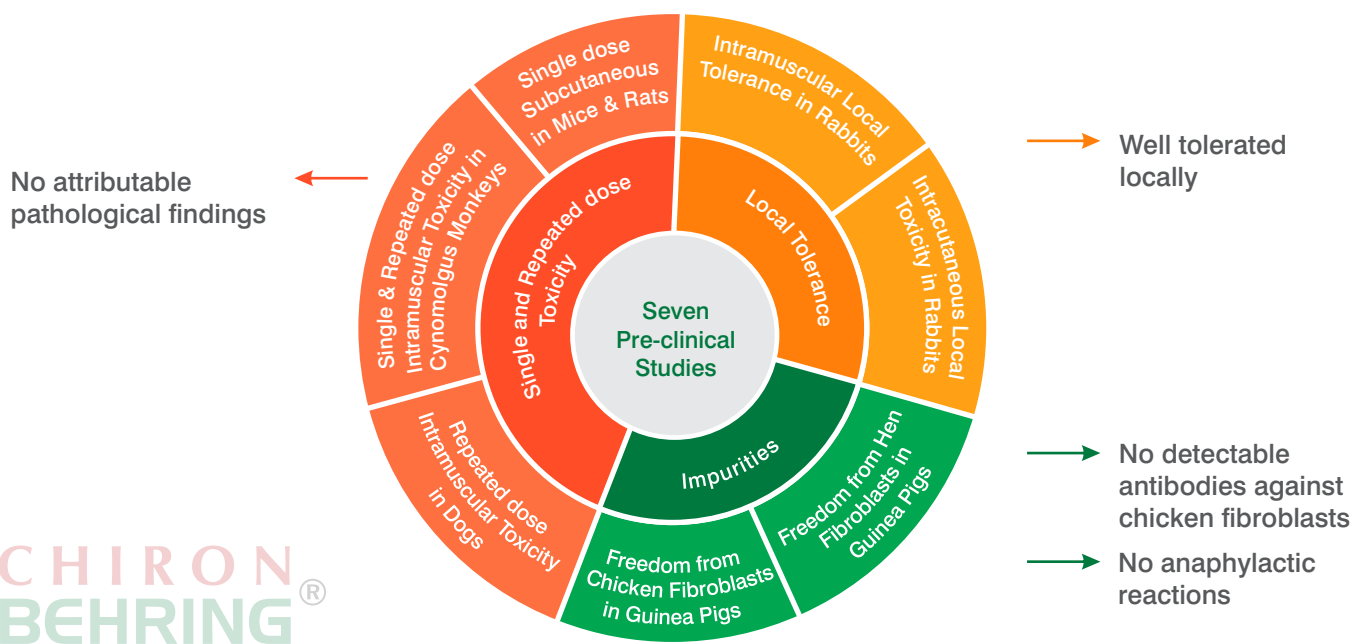 Single dose
Subcutaneous
in Mice & Rats
Intramuscular Local
Tolerance in Rabbits
Intracutaneous Local
Toxicity in Rabbits
Single & Repeated dose
Intramuscular Toxicity in
Cynomolgus Monkeys
Single and Repeated dose
Toxicity
Local Tolerance
Seven
Pre-clinical
Studies
Impurities
Repeated dose
Intramuscular Toxicity
in Dogs
Freedom from
Chicken Fibroblasts
in Guinea Pigs
Freedom from Hen
Fibroblasts in
Guinea Pigs
No attributable
pathological findings
Well tolerated
locally
No detectable
antibodies against
chicken fibroblasts
No anaphylactic
reactions
CHIRON
BEHRING®